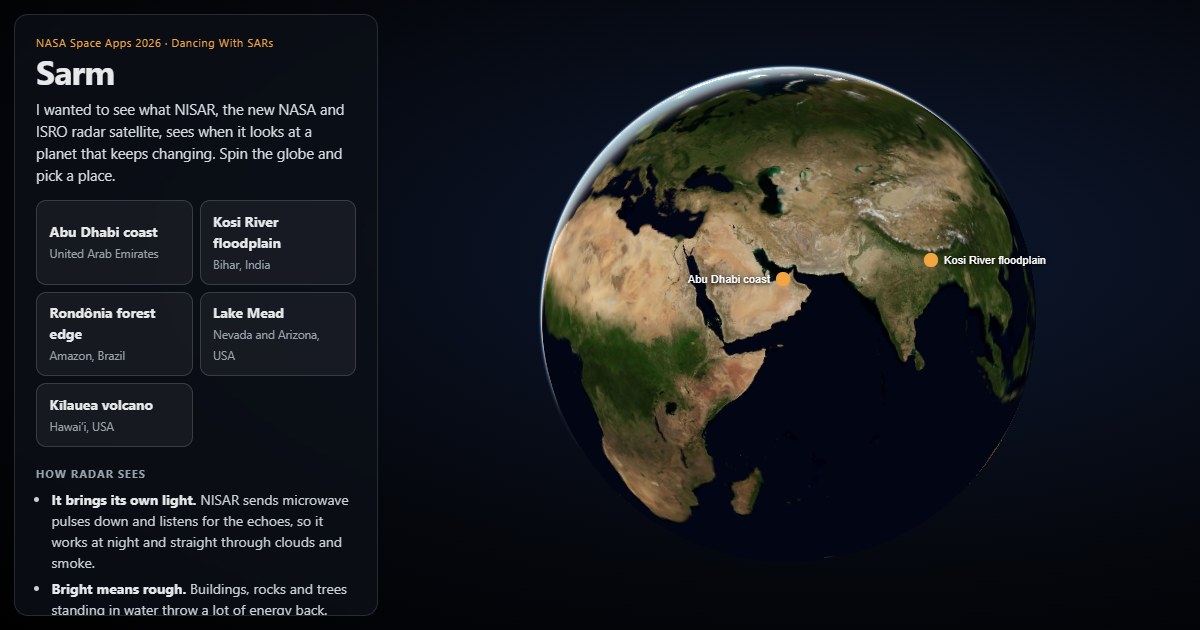 NASA Space Apps 2026 · Dancing With SARs
Sarm
I wanted to see what NISAR, the new NASA and
ISRO radar satellite, sees when it looks at a
planet that keeps changing. Spin the globe and
pick a place.
Abu Dhabi coast
United Arab Emirates
Kosi River
floodplain
Bihar, India
Rondônia forest
edge
Amazon, Brazil
Lake Mead
Nevada and Arizona,
USA
Kīlauea volcano
Hawai‘i, USA
HOW RADAR SEES
• It brings its own light. NISAR sends microwave
pulses down and listens for the echoes, so it
works at night and straight through clouds and
smoke.
• Bright means rough. Buildings, rocks and trees
standing in water throw a lot of energy back.
Abu Dhabi coast
Kosi River floodplain